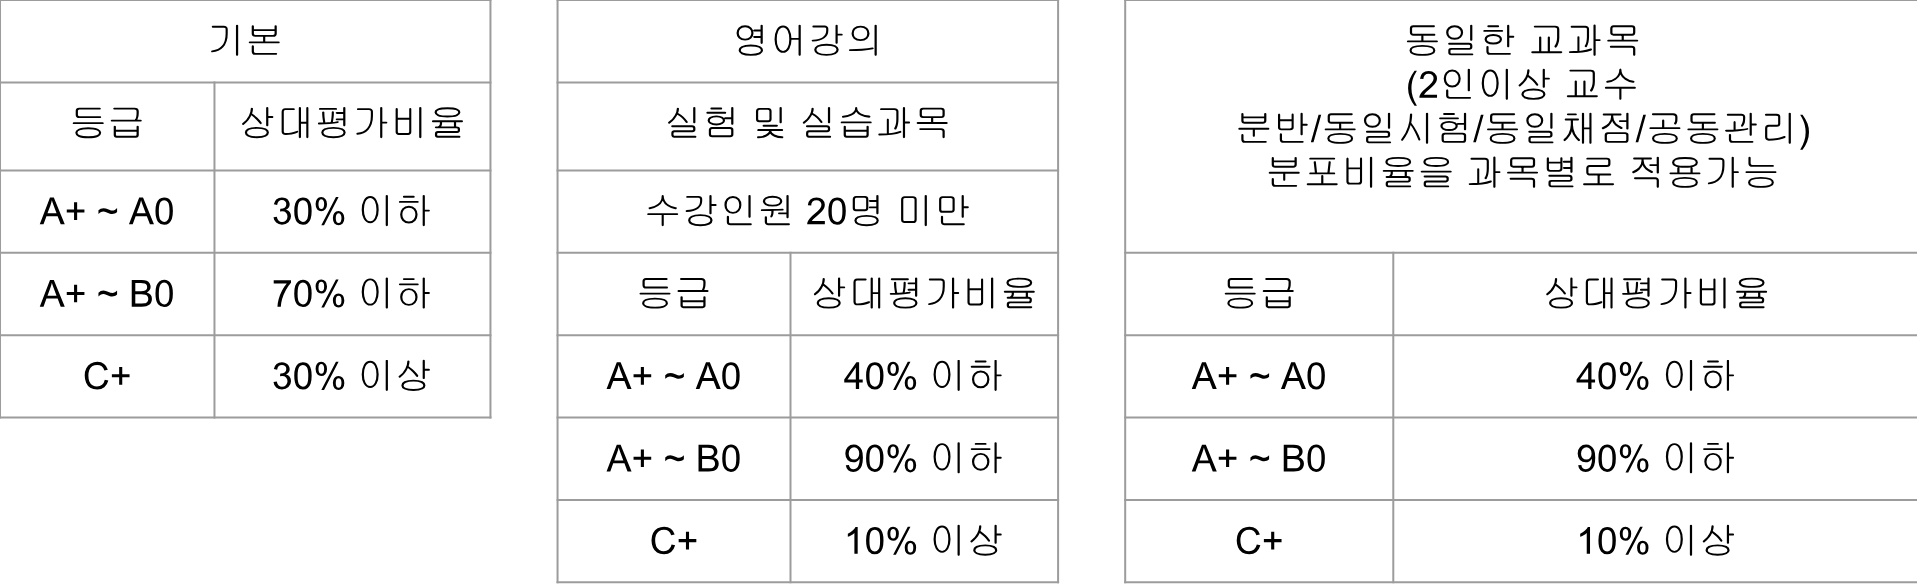 기본
등급 상대평가비율
A+ ~ A0 30% 이하
A+ ~ B0 70% 이하
C+ 30% 이상
영어강의
실험 및 실습과목
수강인원 20명 미만
등급 상대평가비율
A+ ~ A0 40% 이하
A+ ~ B0 90% 이하
C+ 10% 이상
동일한 교과목
(2인이상 교수
분반/동일시험/동일채점/공동관리)
분포비율을 과목별로 적용가능
등급 상대평가비율
A+ ~ A0 40% 이하
A+ ~ B0 90% 이하
C+ 10% 이상